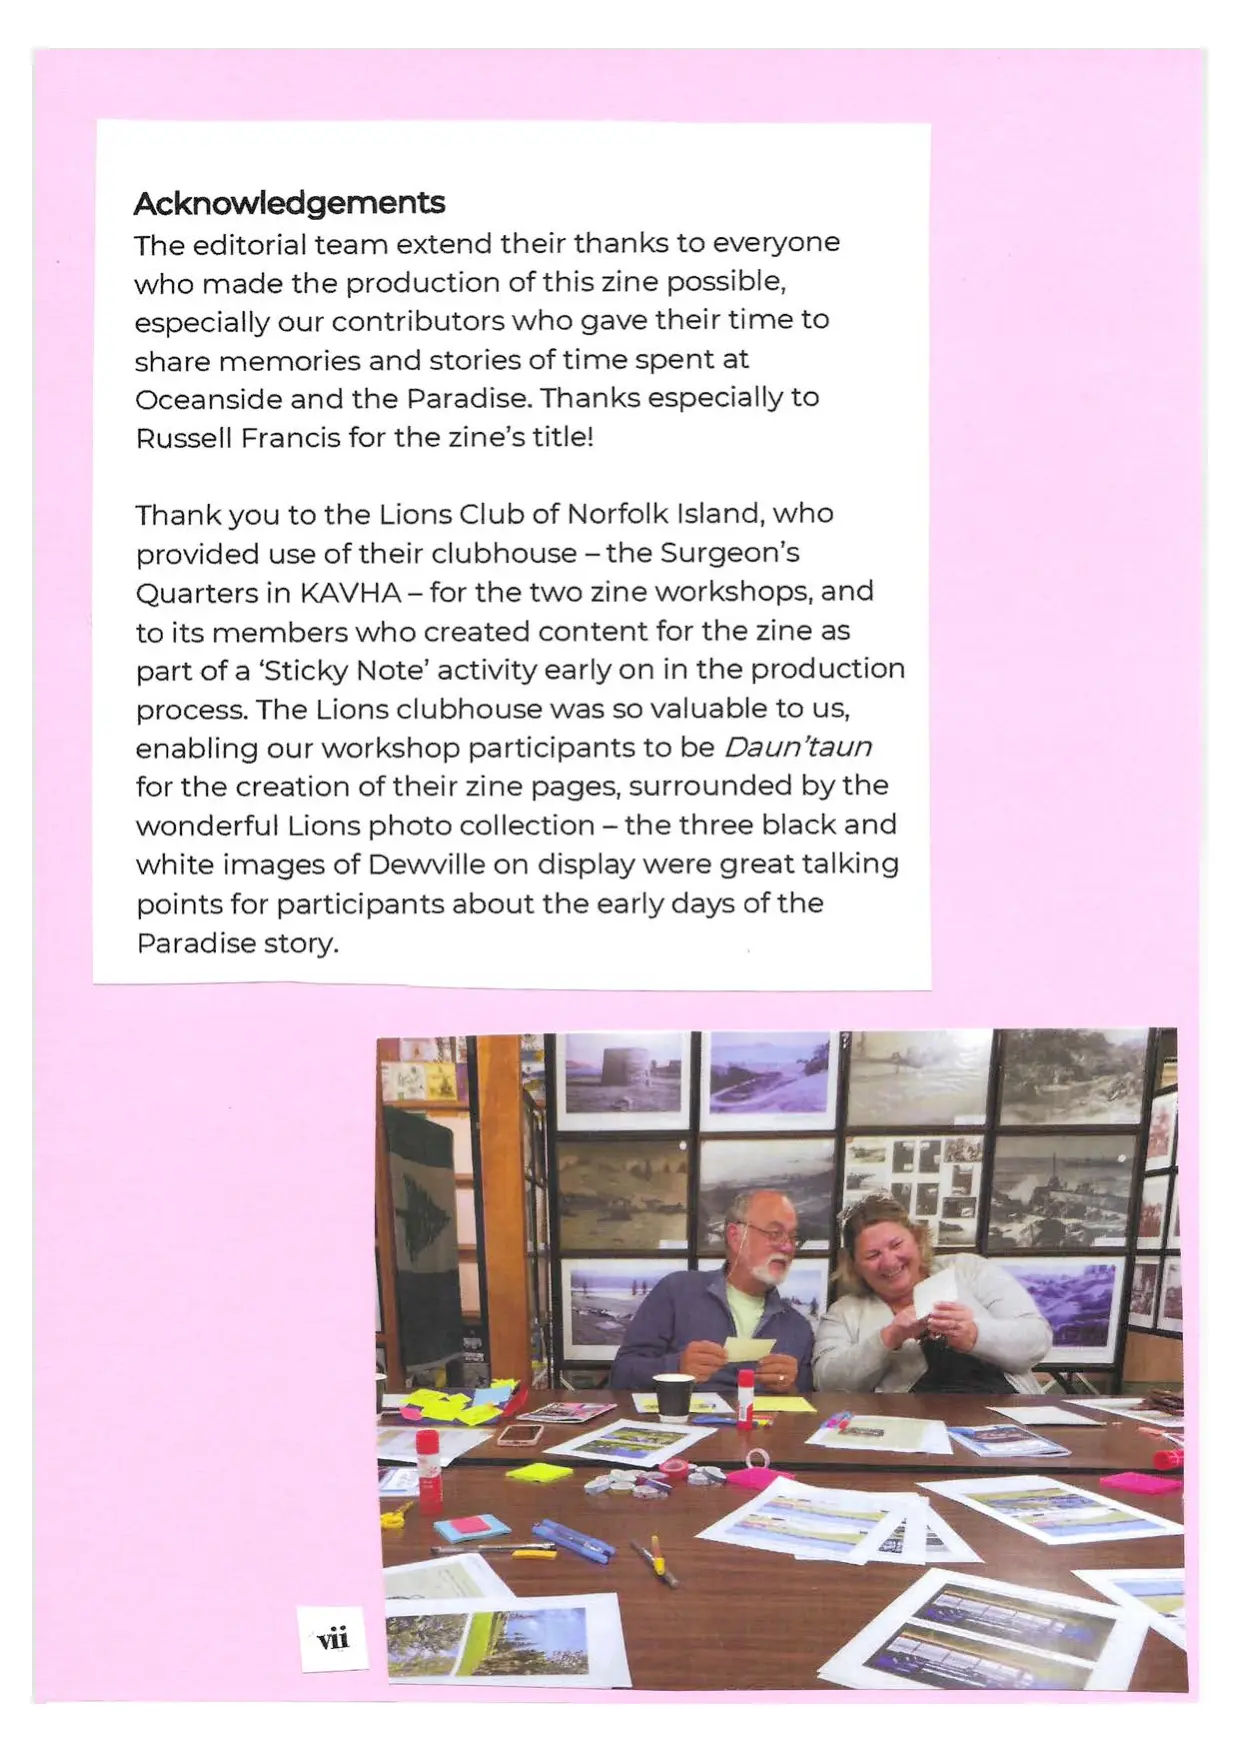 Acknowledgements
The editorial team extend their thanks to everyone
who made the production of this zine possible,
especially our contributors who gave their time to
share memories and stories of time spent at
Oceanside and the Paradise. Thanks especially to
Russell Francis for the zine's title!
Thank you to the Lions Club of Norfolk Island, who
provided use of their clubhouse – the Surgeon's
Quarters in KAVHA – for the two zine workshops, and
to its members who created content for the zine as
part of a 'Sticky Note' activity early on in the production
process. The Lions clubhouse was so valuable to us,
enabling our workshop participants to be Daun'taun
for the creation of their zine pages, surrounded by the
wonderful Lions photo collection – the three black and
white images of Dewville on display were great talking
points for participants about the early days of the
Paradise story.
vii